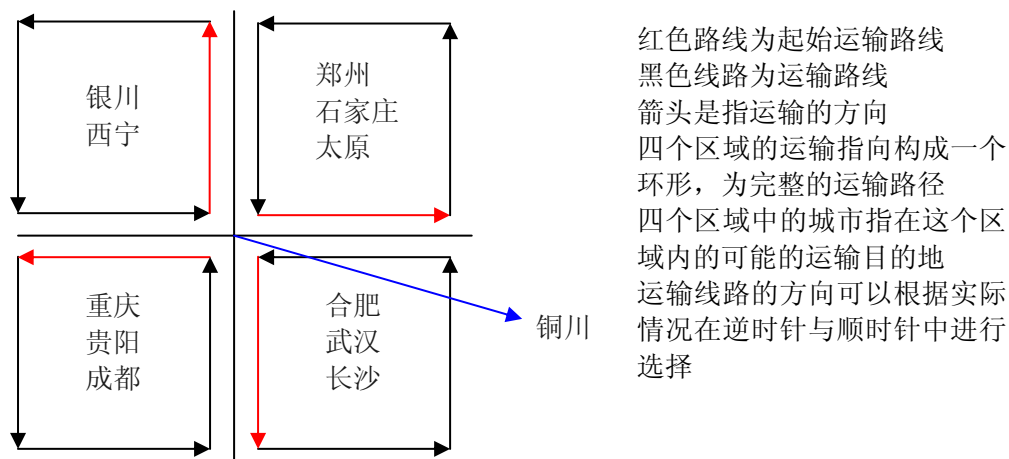 银川
西宁
郑州
石家庄
太原
重庆
贵阳
成都
合肥
武汉
长沙
铜川
红色路线为起始运输路线
黑色线路为运输路线
箭头是指运输的方向
四个区域的运输指向构成一个
环形，为完整的运输路径
四个区域中的城市指在这个区
域内的可能的运输目的地
运输线路的方向可以根据实际
情况在逆时针与顺时针中进行
选择